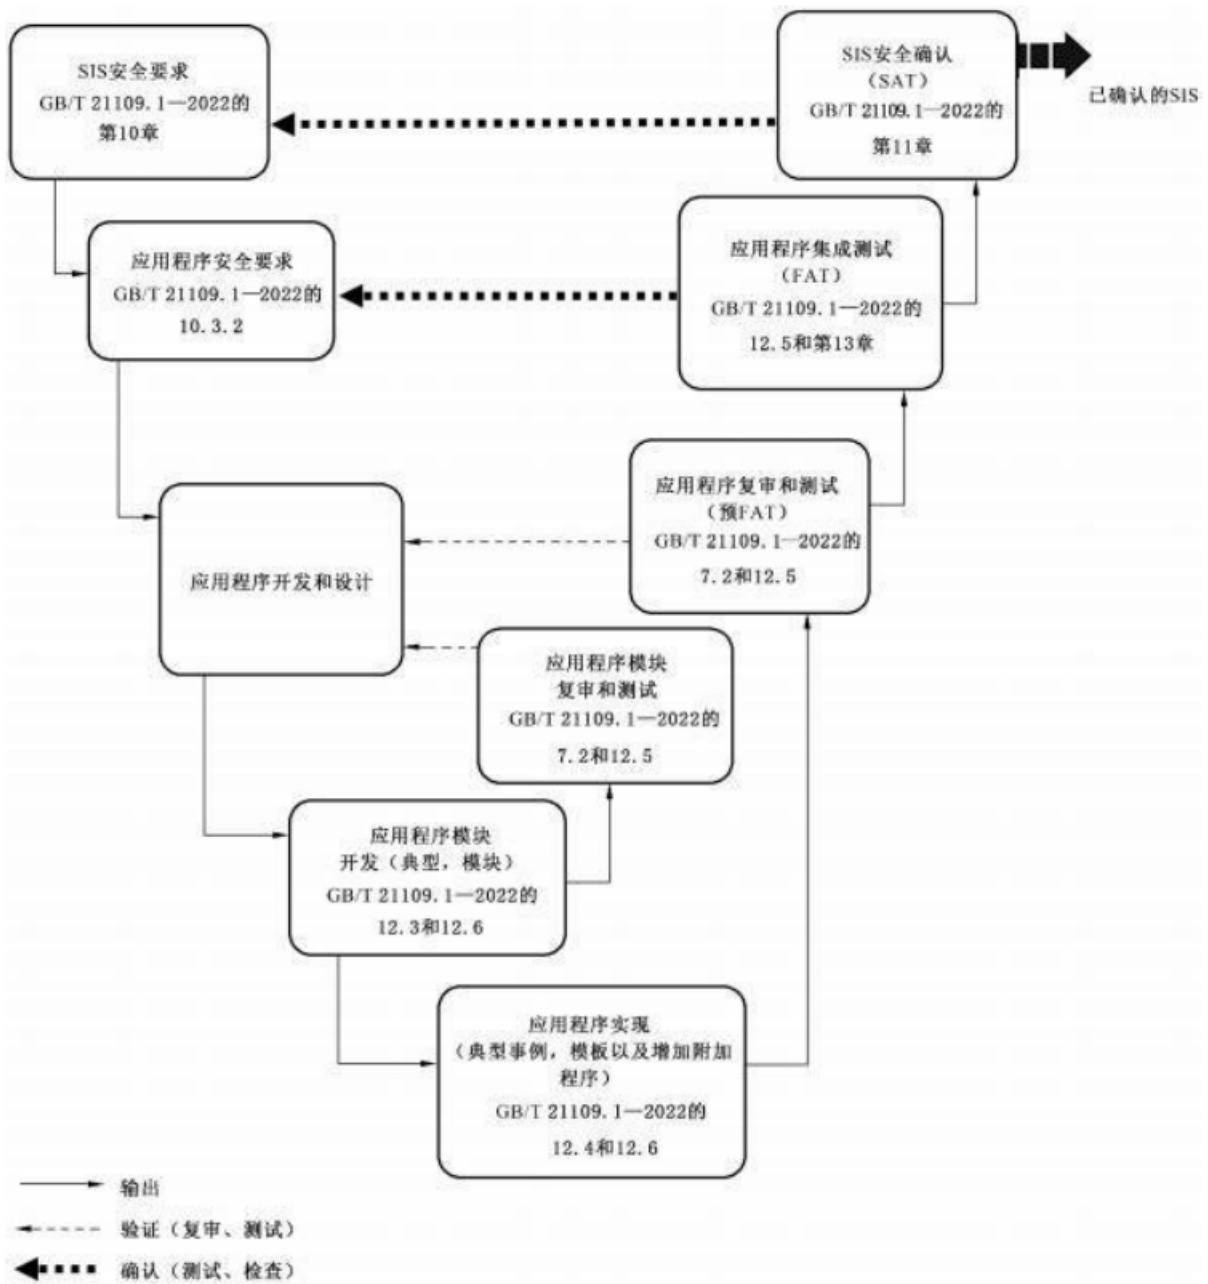 SIS安全要求
GB/T 21109.1—2022的
第10章
SIS安全确认
（SAT）
GB/T 21109.1—2022的
第11章
已确认的SIS
应用程序安全要求
GB/T 21109.1—2022的
10.3.2
应用程序集成测试
（FAT）
GB/T 21109.1—2022的
12.5和第13章
应用程序开发和设计
应用程序复审和测试
（预FAT）
GB/T 21109.1—2022的
7.2和12.5
应用程序模块
复审和测试
GB/T 21109.1—2022的
7.2和12.5
应用程序模块
开发（典型，模块）
GB/T 21109.1—2022的
12.3和12.6
应用程序实现
（典型事例，模板以及增加附加
程序）
GB/T 21109.1—2022的
12.4和12.6
输出
验证（复审、测试）
确认（测试、检查）